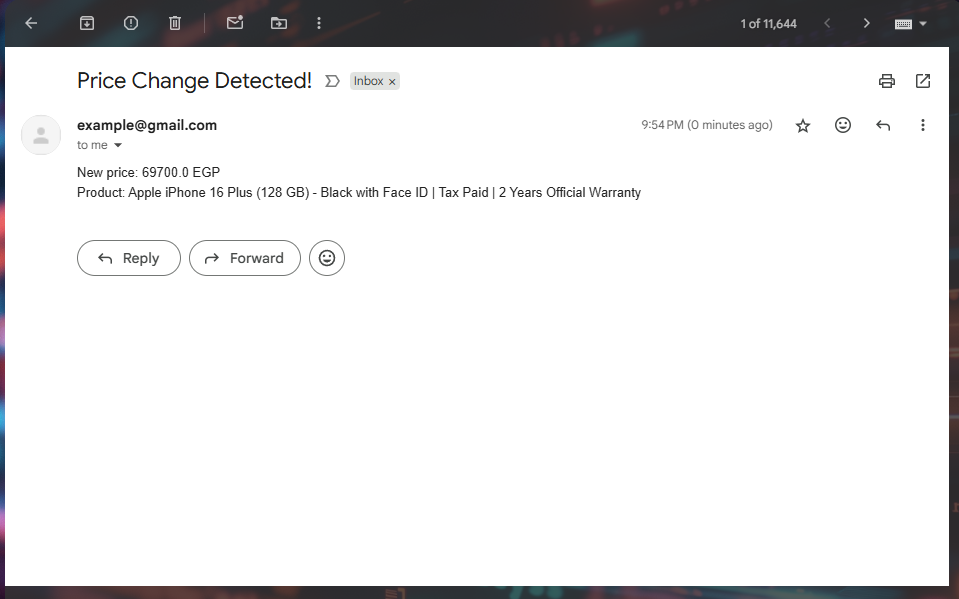 1 of 11,644
Price Change Detected!
Inbox ×
example@gmail.com
9:54 PM (0 minutes ago)
to me
New price: 69700.0 EGP
Product: Apple iPhone 16 Plus (128 GB) - Black with Face ID | Tax Paid | 2 Years Official Warranty
Reply
Forward